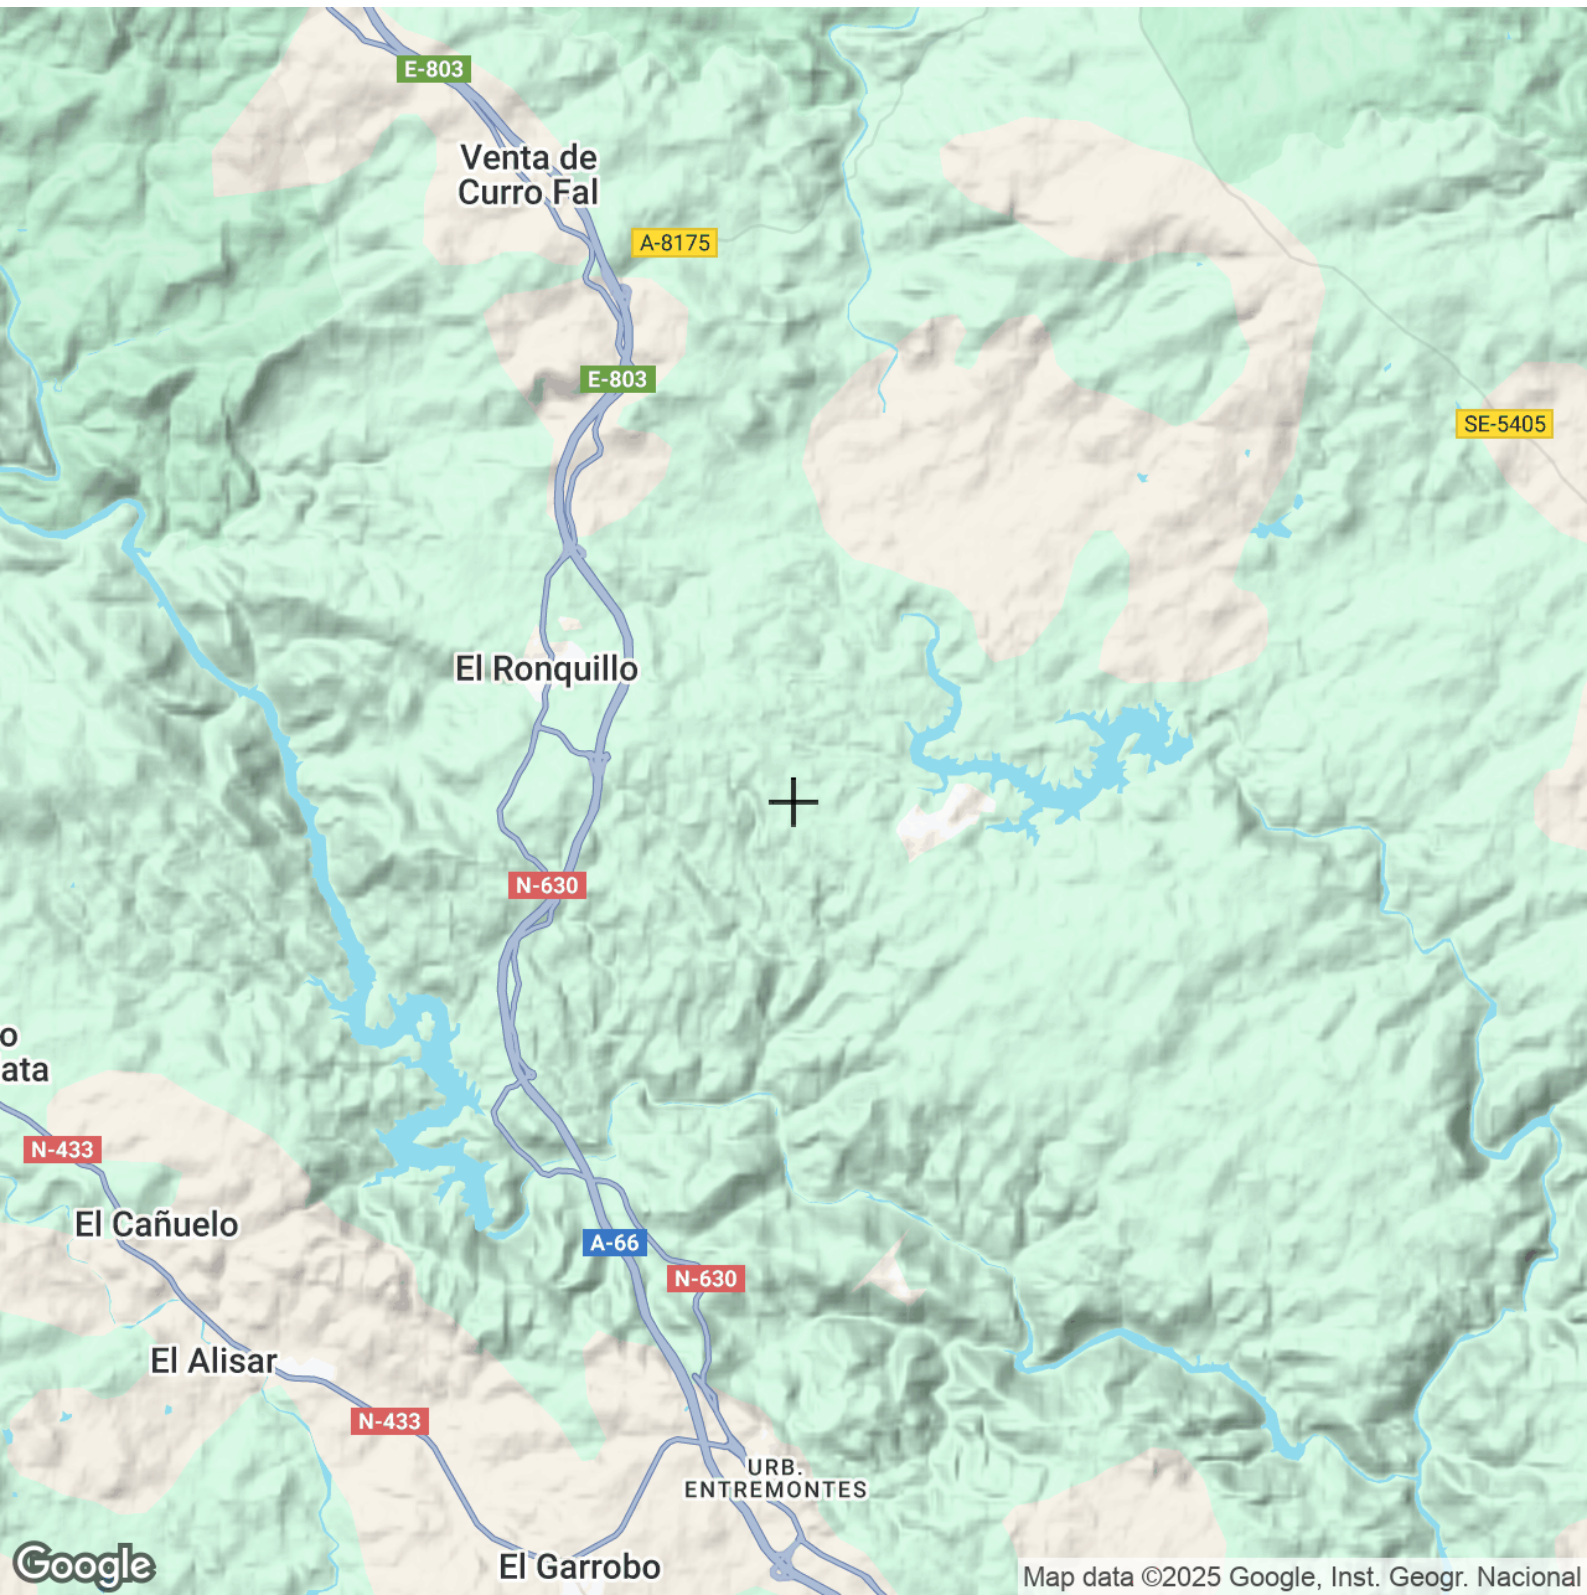 E-803
Venta de
Curro Fal
A-8175
E-803
SE-5405
El Ronquillo
N-630
o
ata
N-433
El Cañuelo
A-66
N-630
El Alisar
N-433
URB.
ENTREMONTES
El Garrobo
Google
Map data ©2025 Google, Inst. Geogr. Nacional